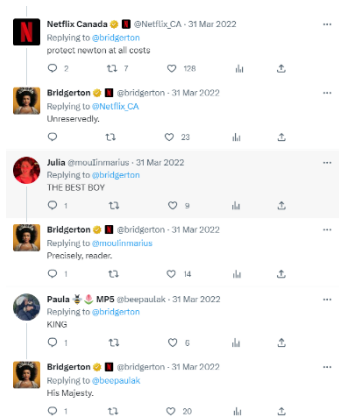 Netflix Canada @Netflix_CA · 31 Mar 2022
Replying to @bridgerton
protect newton at all costs
2 7 128
Bridgerton @bridgerton · 31 Mar 2022
Replying to @Netflix_CA
Unreservedly.
23
Julia @moulinmarius · 31 Mar 2022
Replying to @bridgerton
THE BEST BOY
1 9
Bridgerton @bridgerton · 31 Mar 2022
Replying to @moulinmarius
Precisely, reader.
1 14
Paula 🐝 🌷 MP5 @beepaulak · 31 Mar 2022
Replying to @bridgerton
KING
1 6
Bridgerton @bridgerton · 31 Mar 2022
Replying to @beepaulak
His Majesty.
1 20